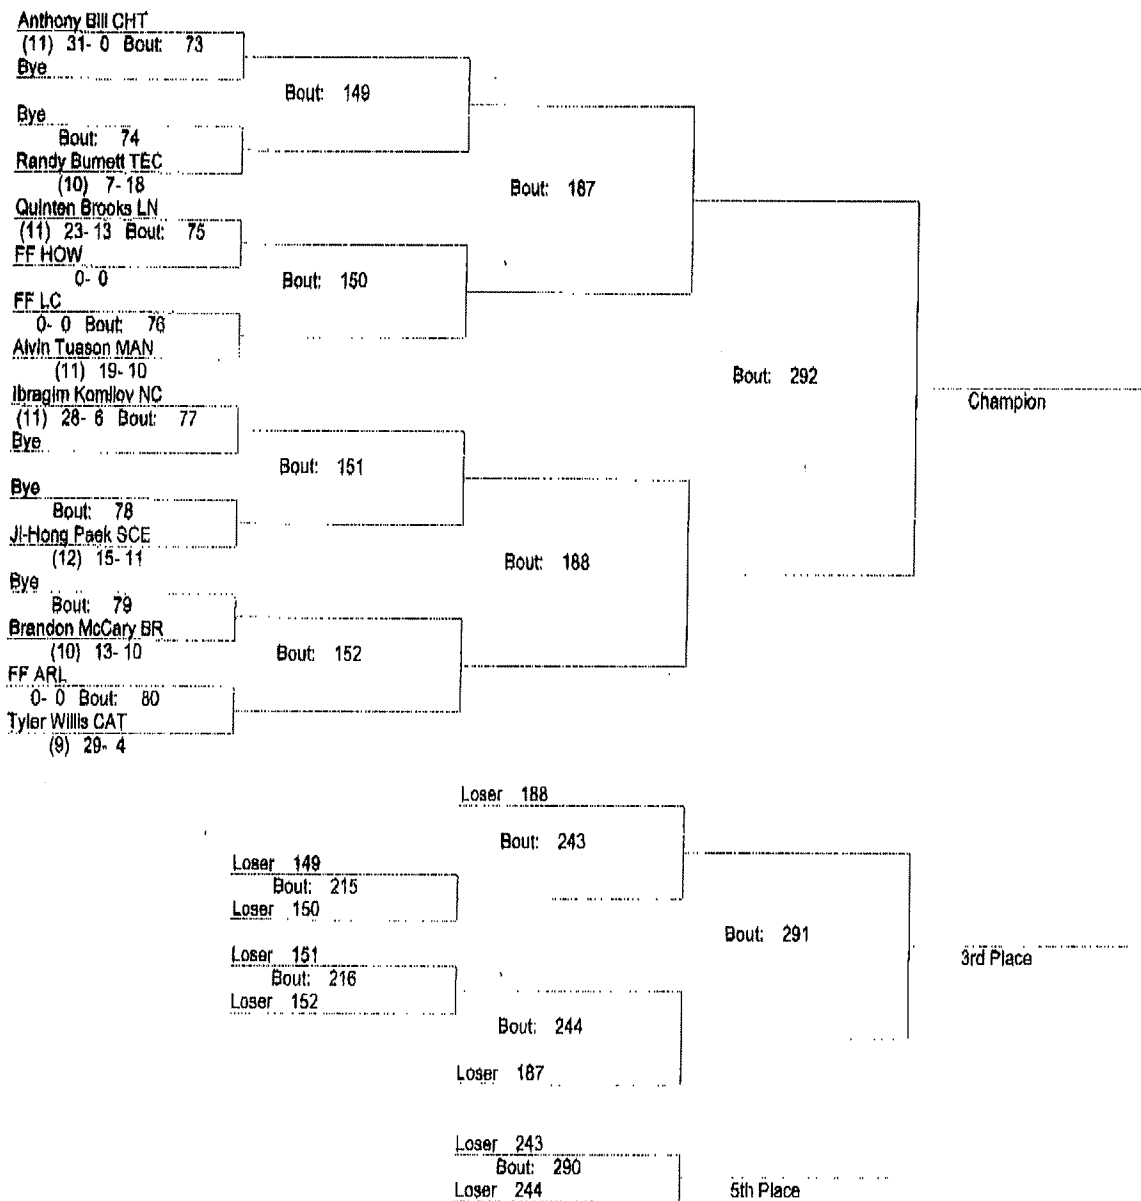 Anthony Bill CHT
(11) 31- 0 Bout: 73
Bye
Bout: 149
Bye
Bout: 74
Randy Burnett TEC
(10) 7- 18
Bout: 187
Quinten Brooks LN
(11) 23- 13 Bout: 75
FF HOW
0- 0
Bout: 150
FF LC
0- 0 Bout: 76
Alvin Tuason MAN
(11) 19- 10
Bout: 292
Champion
Ibragim Komilov NC
(11) 28- 6 Bout: 77
Bye
Bout: 151
Bye
Bout: 78
Ji-Hong Paek SCE
(12) 15- 11
Bout: 188
Bye
Bout: 79
Brandon McCary BR
(10) 13- 10
Bout: 152
FF ARL
0- 0 Bout: 80
Tyler Willis CAT
(9) 29- 4
Loser 188
Bout: 243
Loser 149
Bout: 215
Loser 150
Bout: 291
3rd Place
Loser 151
Bout: 216
Loser 152
Bout: 244
Loser 187
Loser 243
Bout: 290
Loser 244
5th Place